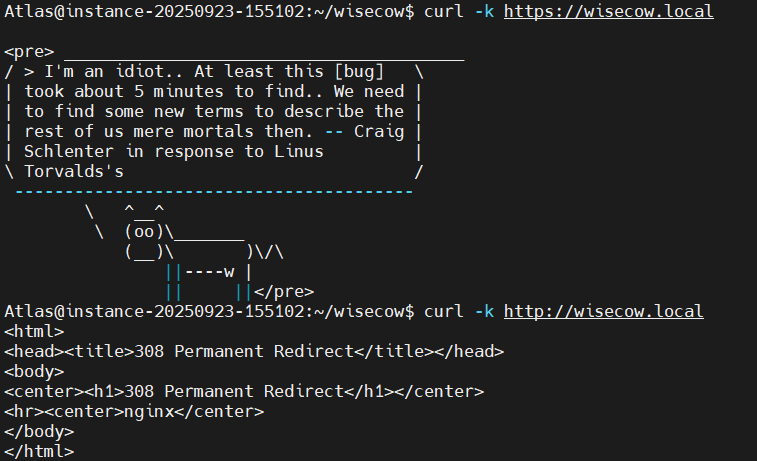 Atlas@instance-20250923-155102:~/wisecow$ curl -k https://wisecow.local

<pre> ________________________________________
/ > I'm an idiot.. At least this [bug]   \
| took about 5 minutes to find.. We need |
| to find some new terms to describe the |
| rest of us mere mortals then. -- Craig |
| Schlenter in response to Linus         |
\ Torvalds's                             /
 ----------------------------------------
        \   ^__^
         \  (oo)\_______
            (__)\       )\/\
                ||----w |
                ||     ||</pre>
Atlas@instance-20250923-155102:~/wisecow$ curl -k http://wisecow.local
<html>
<head><title>308 Permanent Redirect</title></head>
<body>
<center><h1>308 Permanent Redirect</h1></center>
<hr><center>nginx</center>
</body>
</html>